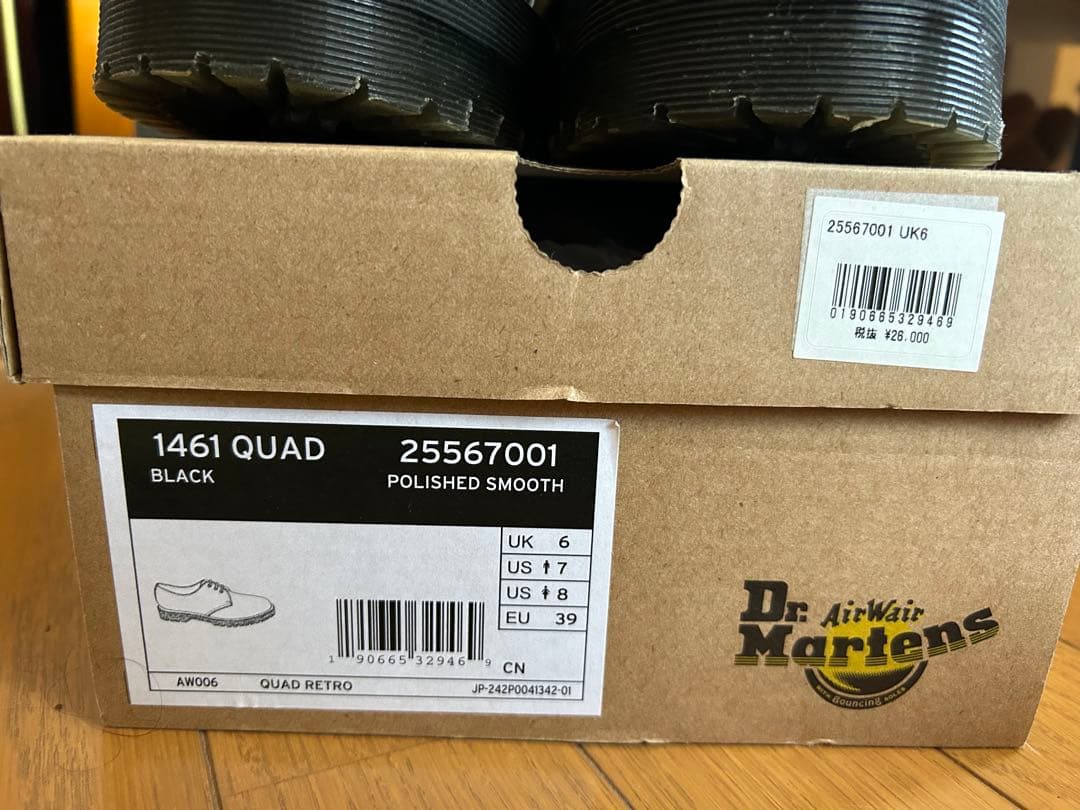 25567001 UK6
0190665329469
税抜 ¥26,000
1461 QUAD
BLACK
25567001
POLISHED SMOOTH
UK 6
US 7
US 8
EU 39
1 90665 32946 9
CN
AW006 QUAD RETRO JP-242P0041342-01
Dr. Martens
AirWair
WITH Bouncing SOLES